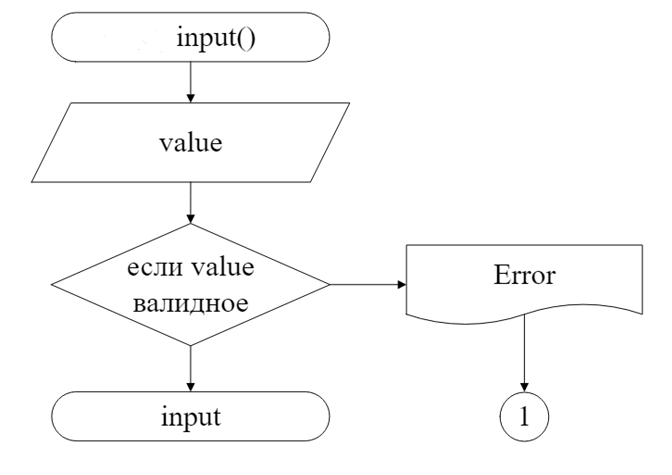 input()
value
если value
валидное
Error
input
1